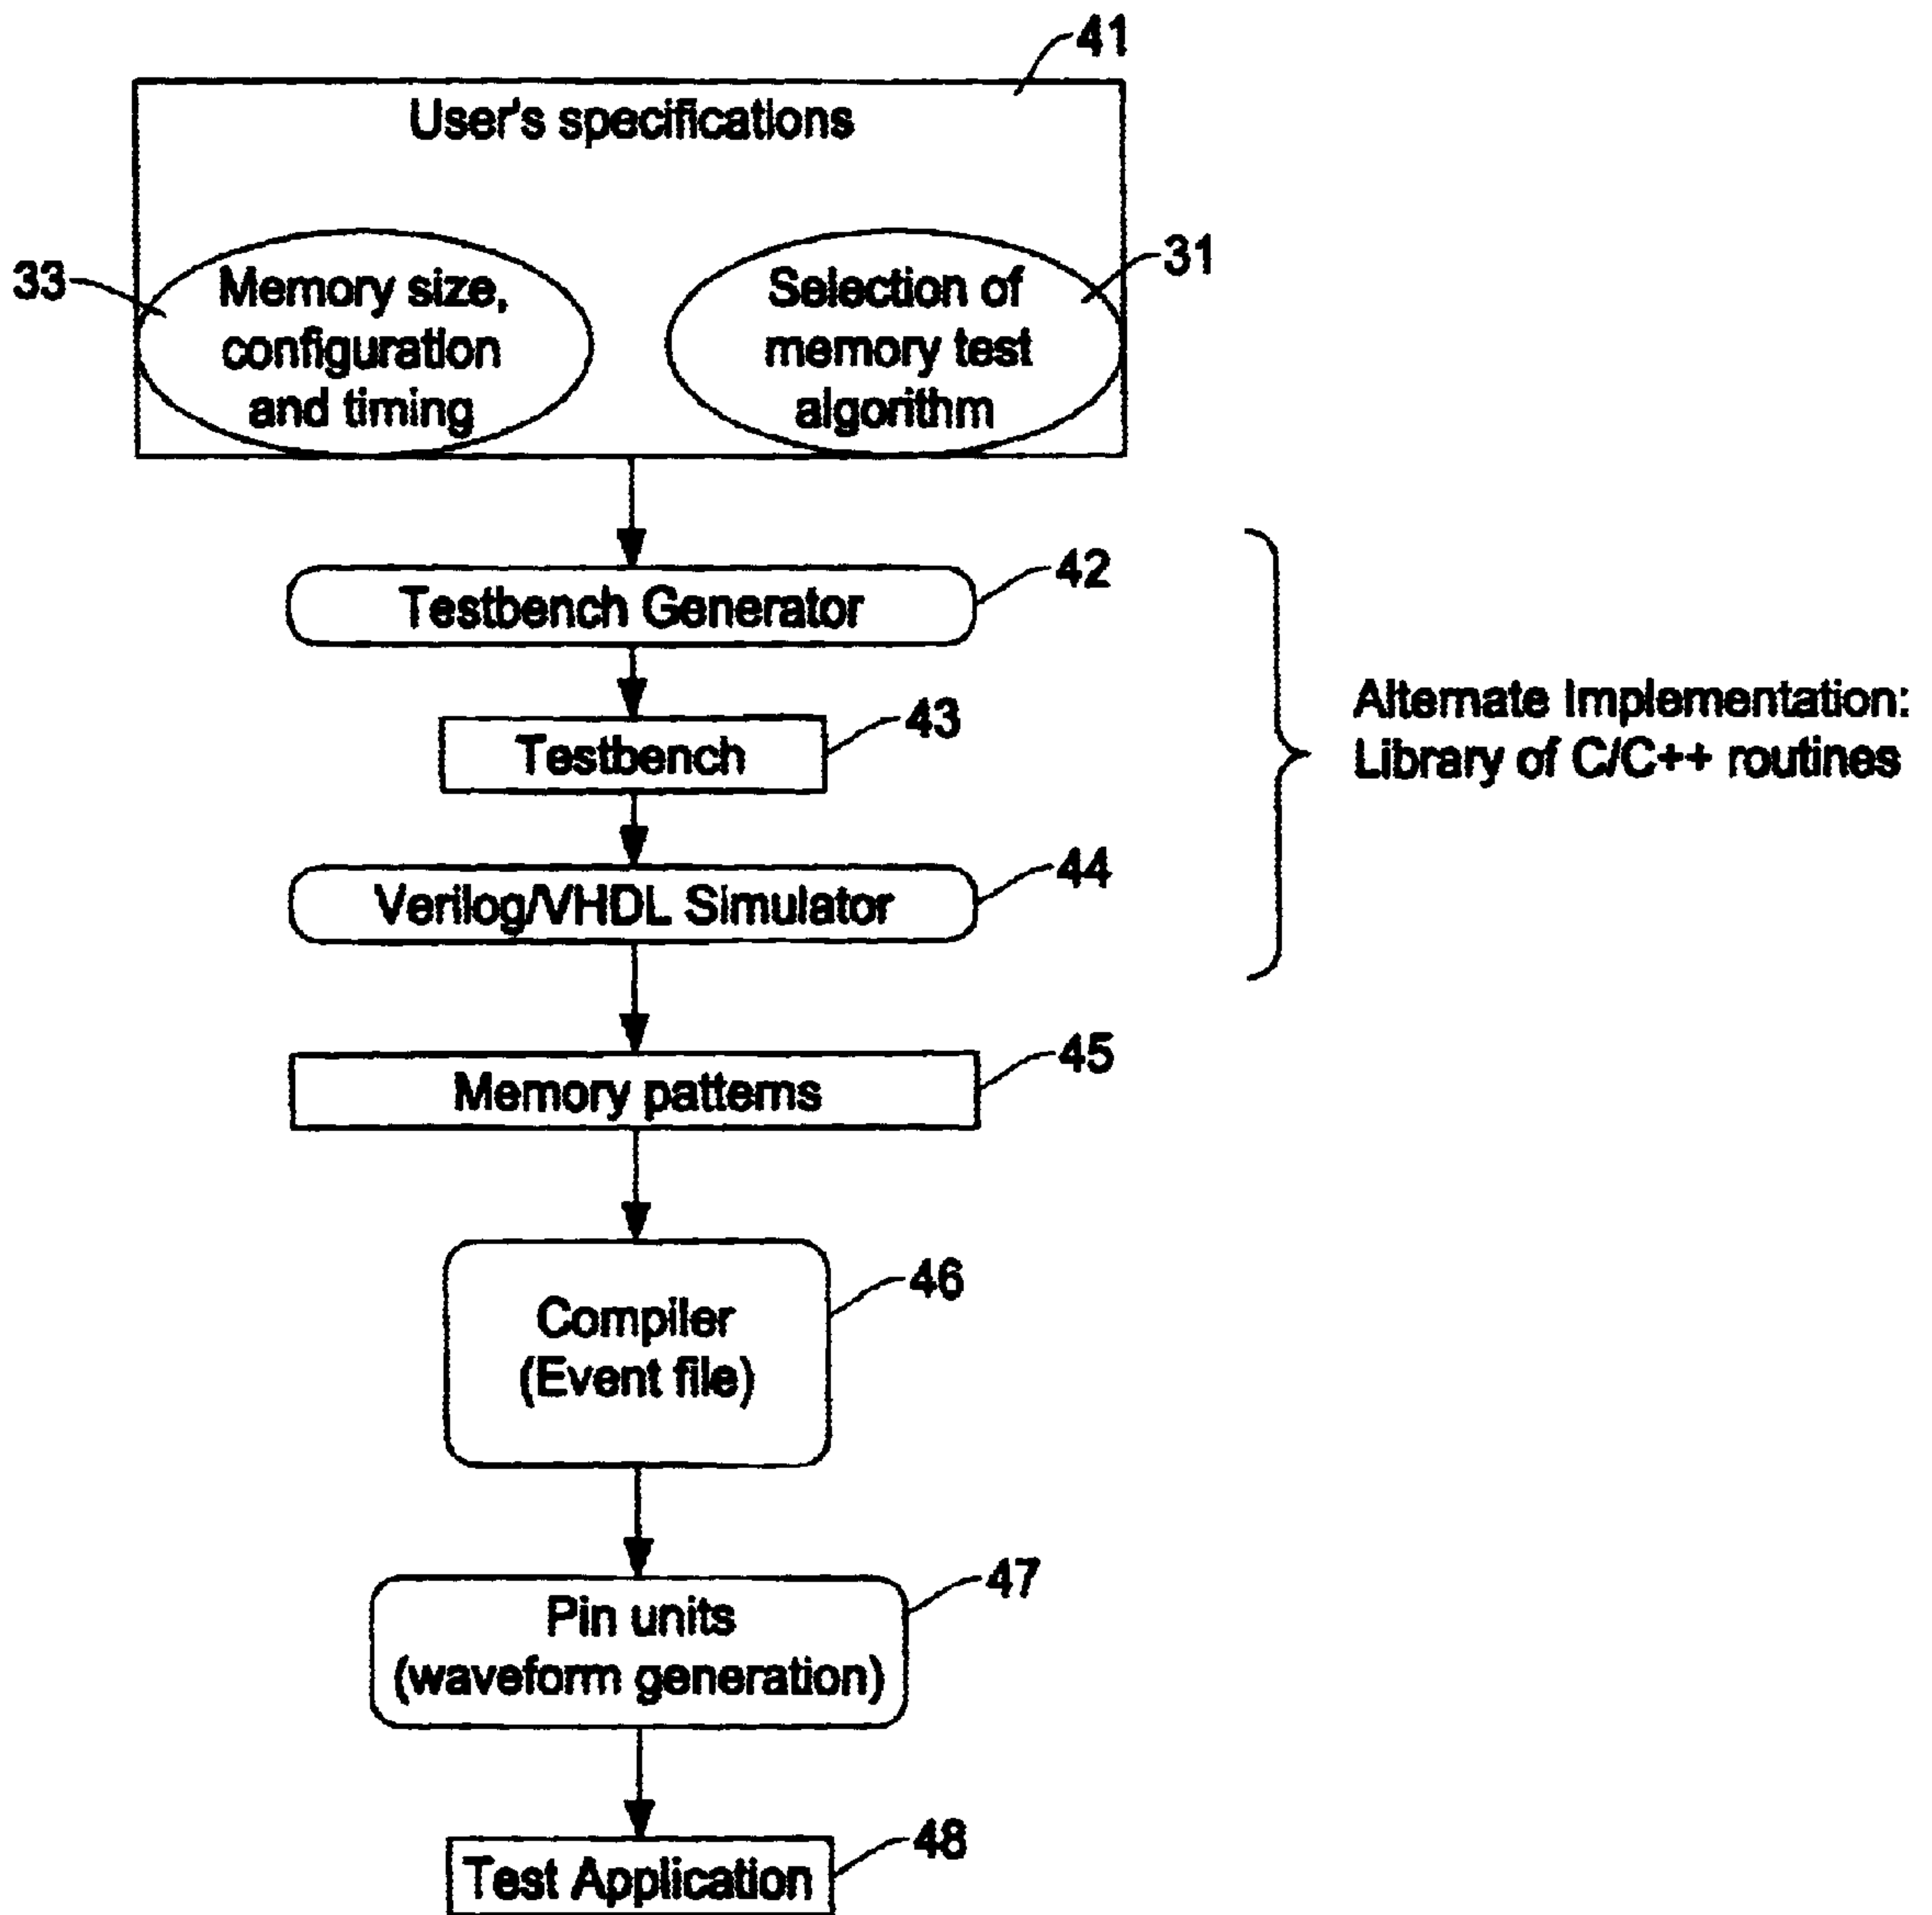 41
User's specifications
33
Memory size,
configuration
and timing
Selection of
memory test
algorithm
31
Testbench Generator
42
Testbench
43
Verilog/VHDL Simulator
44
Alternate Implementation:
Library of C/C++ routines
Memory patterns
45
Compiler
(Event file)
46
Pin units
(waveform generation)
47
Test Application
48